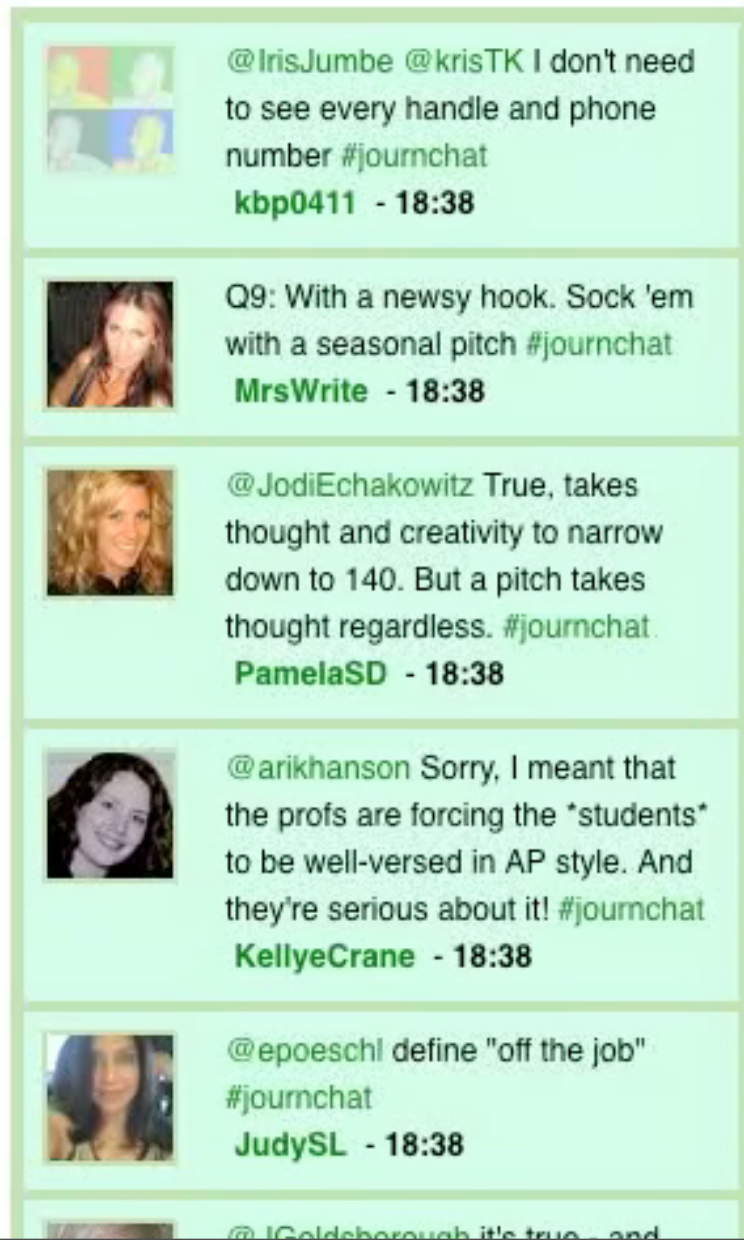 @IrisJumbe @krisTK I don't need
to see every handle and phone
number #journchat
kbp0411 - 18:38
Q9: With a newsy hook. Sock 'em
with a seasonal pitch #journchat
MrsWrite - 18:38
@JodiEchakowitz True, takes
thought and creativity to narrow
down to 140. But a pitch takes
thought regardless. #journchat
PamelaSD - 18:38
@arikhanson Sorry, I meant that
the profs are forcing the *students*
to be well-versed in AP style. And
they're serious about it! #journchat
KellyeCrane - 18:38
@epoeschl define "off the job"
#journchat
JudySL - 18:38
@JGoldsborough it's true - and